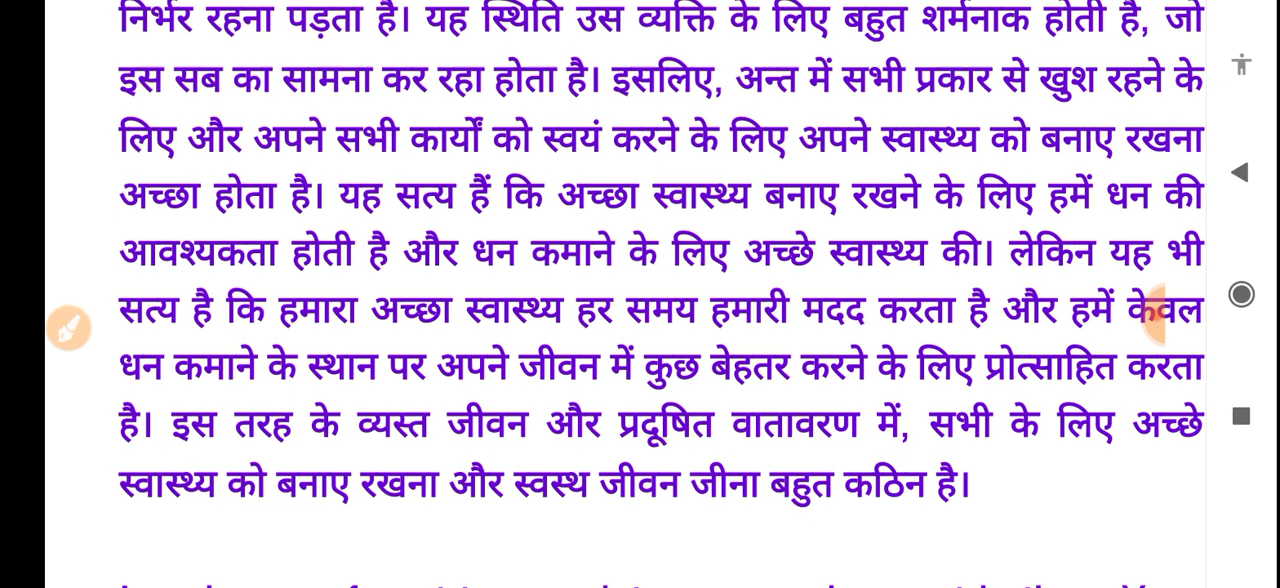 निर्भर रहना पड़ता है। यह स्थिति उस व्यक्ति के लिए बहुत शर्मनाक होती है, जो
इस सब का सामना कर रहा होता है। इसलिए, अन्त में सभी प्रकार से खुश रहने के
लिए और अपने सभी कार्यों को स्वयं करने के लिए अपने स्वास्थ्य को बनाए रखना
अच्छा होता है। यह सत्य हैं कि अच्छा स्वास्थ्य बनाए रखने के लिए हमें धन की
आवश्यकता होती है और धन कमाने के लिए अच्छे स्वास्थ्य की। लेकिन यह भी
सत्य है कि हमारा अच्छा स्वास्थ्य हर समय हमारी मदद करता है और हमें केवल
धन कमाने के स्थान पर अपने जीवन में कुछ बेहतर करने के लिए प्रोत्साहित करता
है। इस तरह के व्यस्त जीवन और प्रदूषित वातावरण में, सभी के लिए अच्छे
स्वास्थ्य को बनाए रखना और स्वस्थ जीवन जीना बहुत कठिन है।